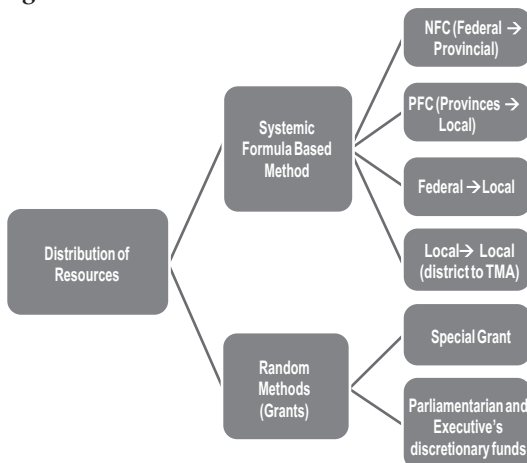 NFC (Federal →
Provincial)
PFC (Provinces →
Local)
Systemic
Formula Based
Method
Federal → Local
Local → Local
(district to TMA)
Distribution of
Resources
Special Grant
Random
Methods
(Grants)
Parliamentarian and
Executive's
discretionary funds